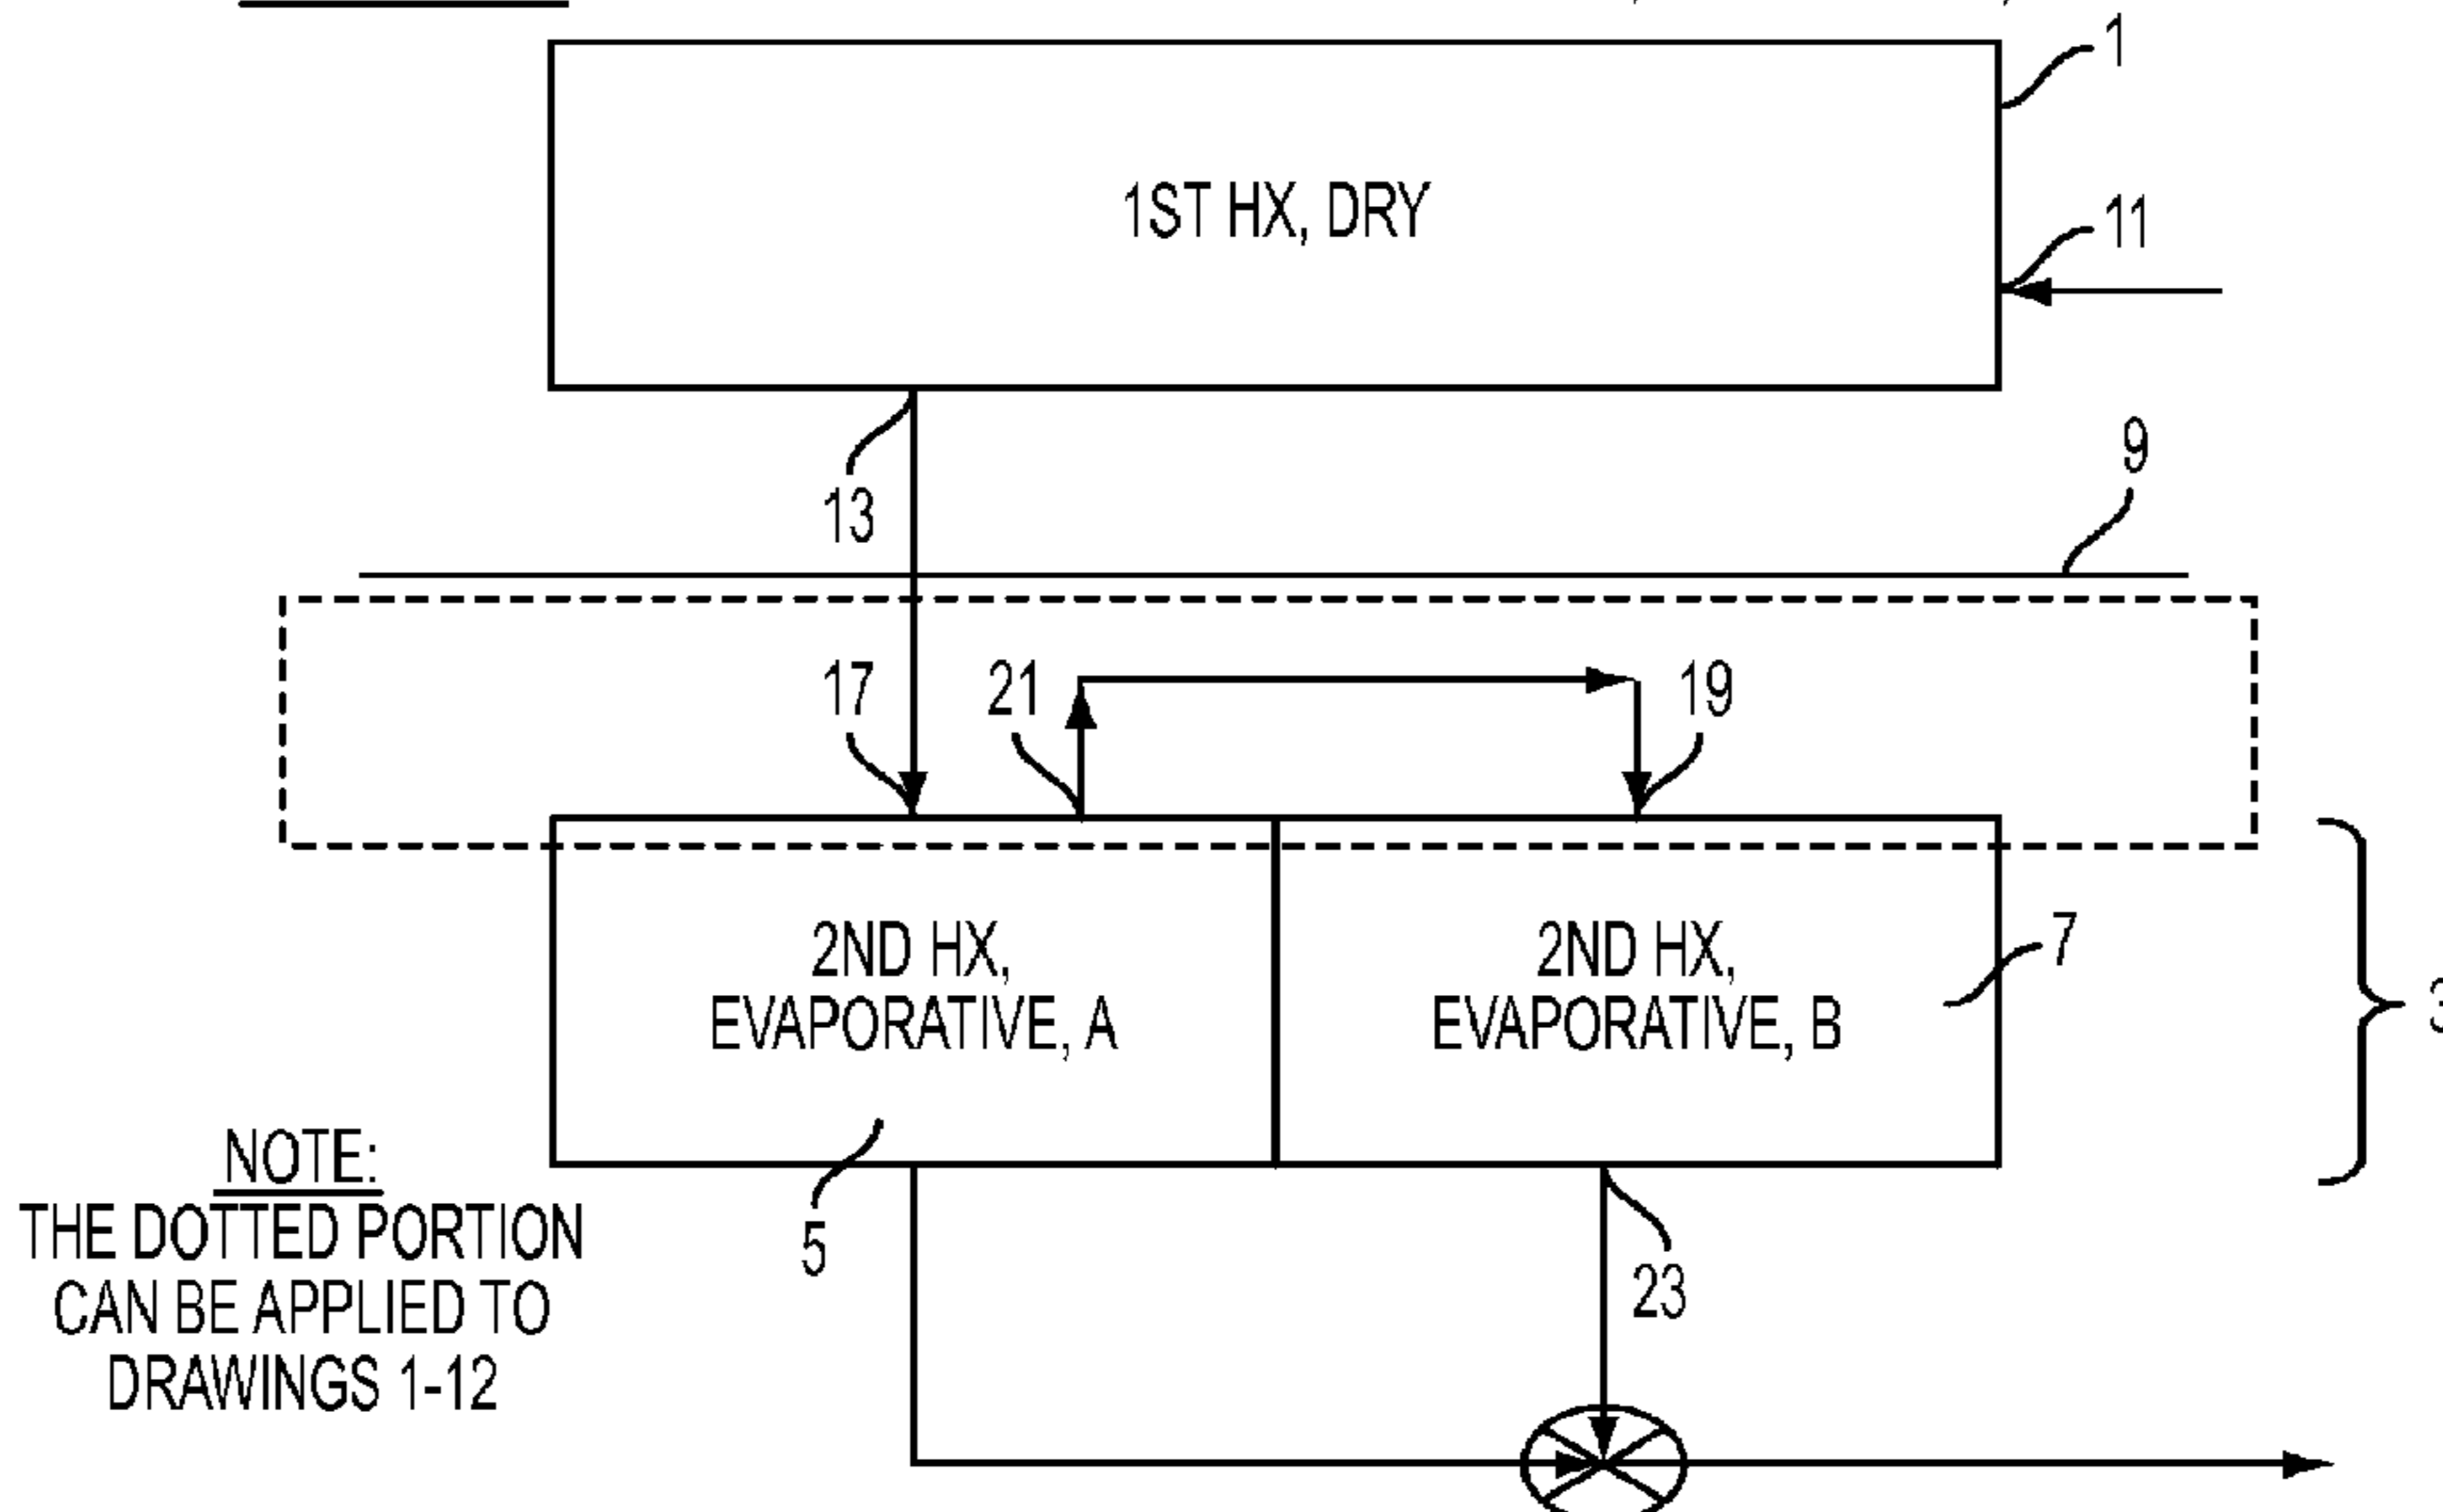 1
1ST HX, DRY
11
9
13
17
21
19
2ND HX,
EVAPORATIVE, A
2ND HX,
EVAPORATIVE, B
7
3
5
23
NOTE:
THE DOTTED PORTION
CAN BE APPLIED TO
DRAWINGS 1-12